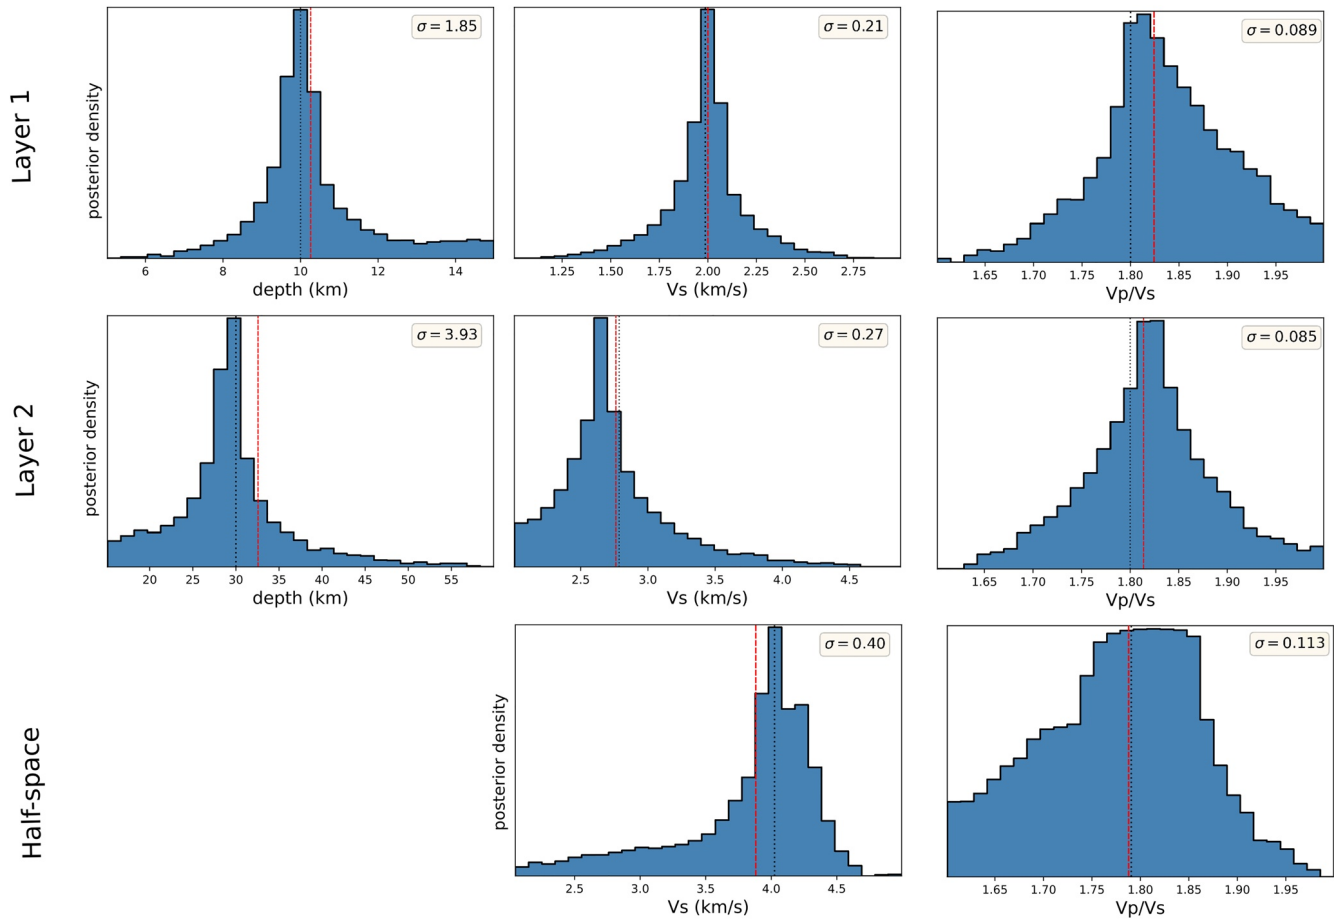 Layer 1
posterior density
σ = 1.85
6 8 10 12 14
depth (km)
σ = 0.21
1.25 1.50 1.75 2.00 2.25 2.50 2.75
Vs (km/s)
σ = 0.089
1.65 1.70 1.75 1.80 1.85 1.90 1.95
Vp/Vs
Layer 2
posterior density
σ = 3.93
20 25 30 35 40 45 50 55
depth (km)
σ = 0.27
2.5 3.0 3.5 4.0 4.5
Vs (km/s)
σ = 0.085
1.65 1.70 1.75 1.80 1.85 1.90 1.95
Vp/Vs
Half-space
posterior density
σ = 0.40
2.5 3.0 3.5 4.0 4.5
Vs (km/s)
σ = 0.113
1.65 1.70 1.75 1.80 1.85 1.90 1.95
Vp/Vs